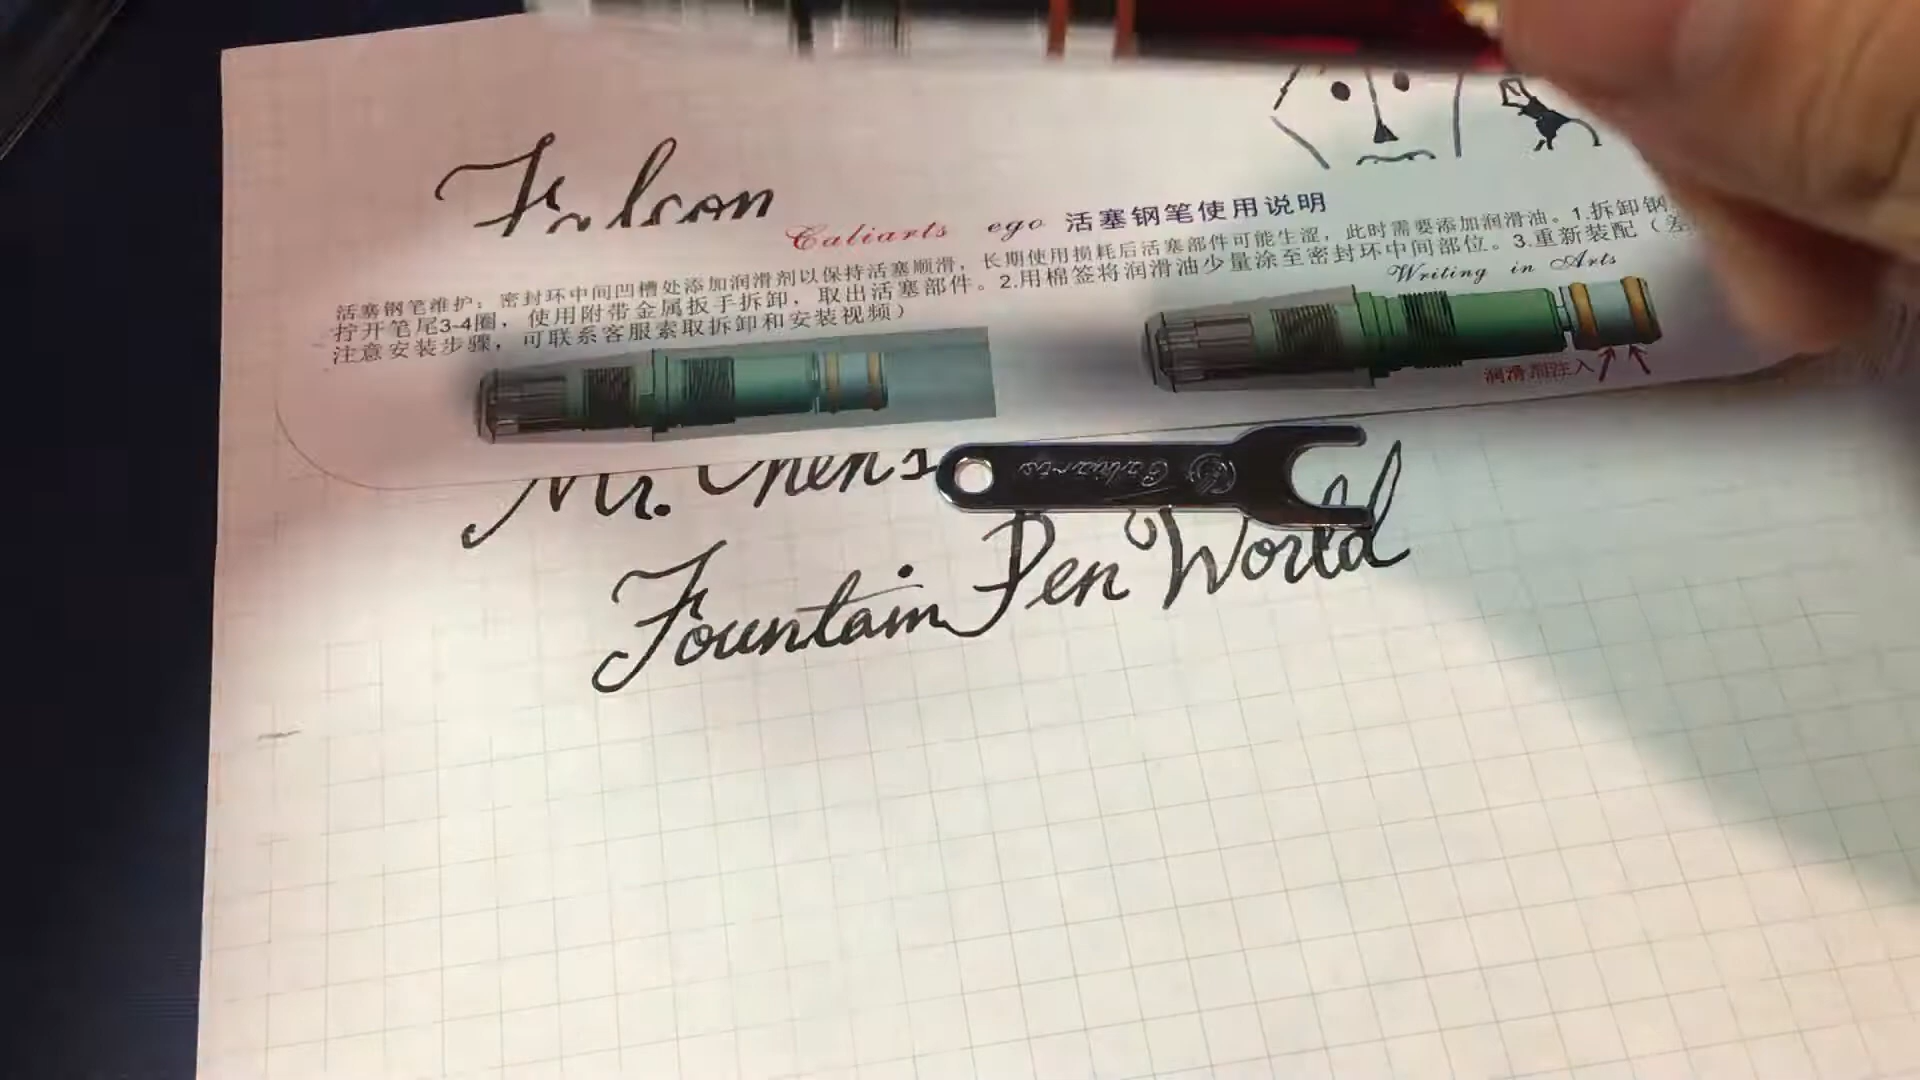 Falcon
Caliarts ego 活塞钢笔使用说明
活塞钢笔维护：密封环中间凹槽处添加润滑剂以保持活塞顺滑，长期使用损耗后活塞部件可能生涩，此时需要添加润滑油。1.拆卸钢
拧开笔尾3-4圈，使用附带金属扳手拆卸，取出活塞部件。2.用棉签将润滑油少量涂至密封环中间部位。3.重新装配（
注意安装步骤，可联系客服索取拆卸和安装视频）
Writing in Arts
润滑剂注入
Caliarts
Mr. Chen's
Fountain Pen World